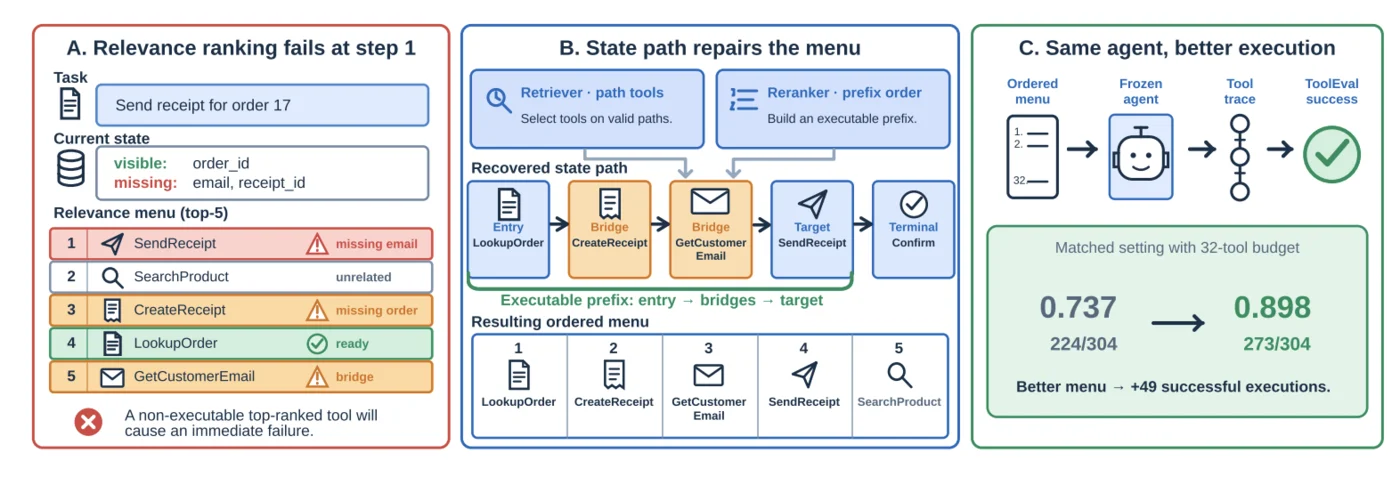 A. Relevance ranking fails at step 1
Task
Send receipt for order 17
Current state
visible: order_id
missing: email, receipt_id
Relevance menu (top-5)
1 SendReceipt missing email
2 SearchProduct unrelated
3 CreateReceipt missing order
4 LookupOrder ready
5 GetCustomerEmail bridge
A non-executable top-ranked tool will
cause an immediate failure.
B. State path repairs the menu
Retriever · path tools
Select tools on valid paths.
Reranker · prefix order
Build an executable prefix.
Recovered state path
Entry
LookupOrder
Bridge
CreateReceipt
Bridge
GetCustomer
Email
Target
SendReceipt
Terminal
Confirm
Executable prefix: entry → bridges → target
Resulting ordered menu
1 2 3 4 5
LookupOrder CreateReceipt GetCustomer SendReceipt SearchProduct
Email
C. Same agent, better execution
Ordered
menu
Frozen
agent
Tool
trace
ToolEval
success
1.
2.
32.
Matched setting with 32-tool budget
0.737 0.898
224/304 273/304
Better menu → +49 successful executions.